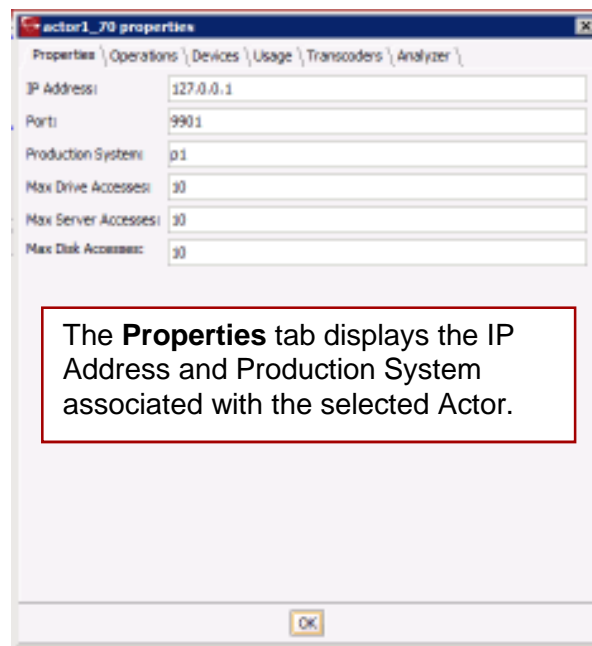 actor1_70 properties
Properties \ Operations \ Devices \ Usage \ Transcoders \ Analyzer \
IP Address: 127.0.0.1
Port: 9901
Production System: p1
Max Drive Accesses: 10
Max Server Accesses: 10
Max Disk Accesses: 10
The Properties tab displays the IP
Address and Production System
associated with the selected Actor.
OK